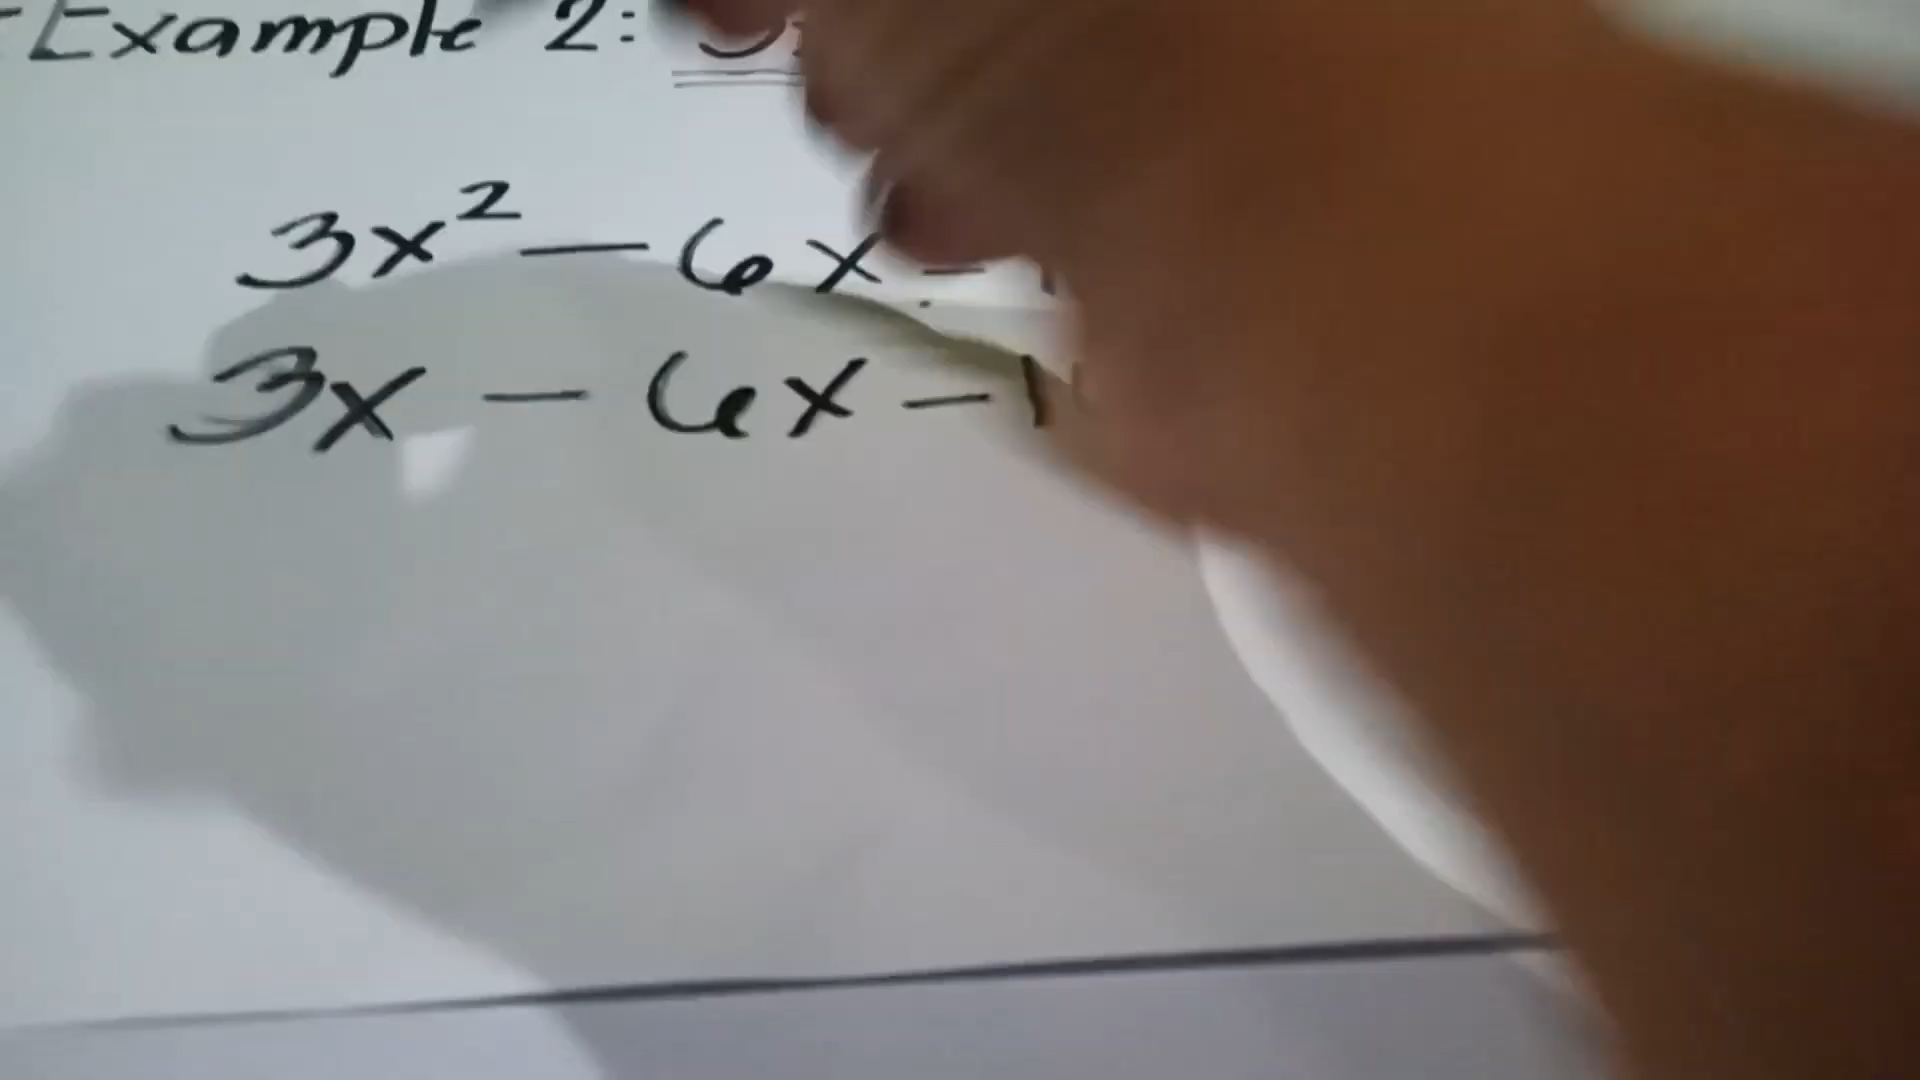 Example 2:
3x² - 6x -
3x - 6x - 1